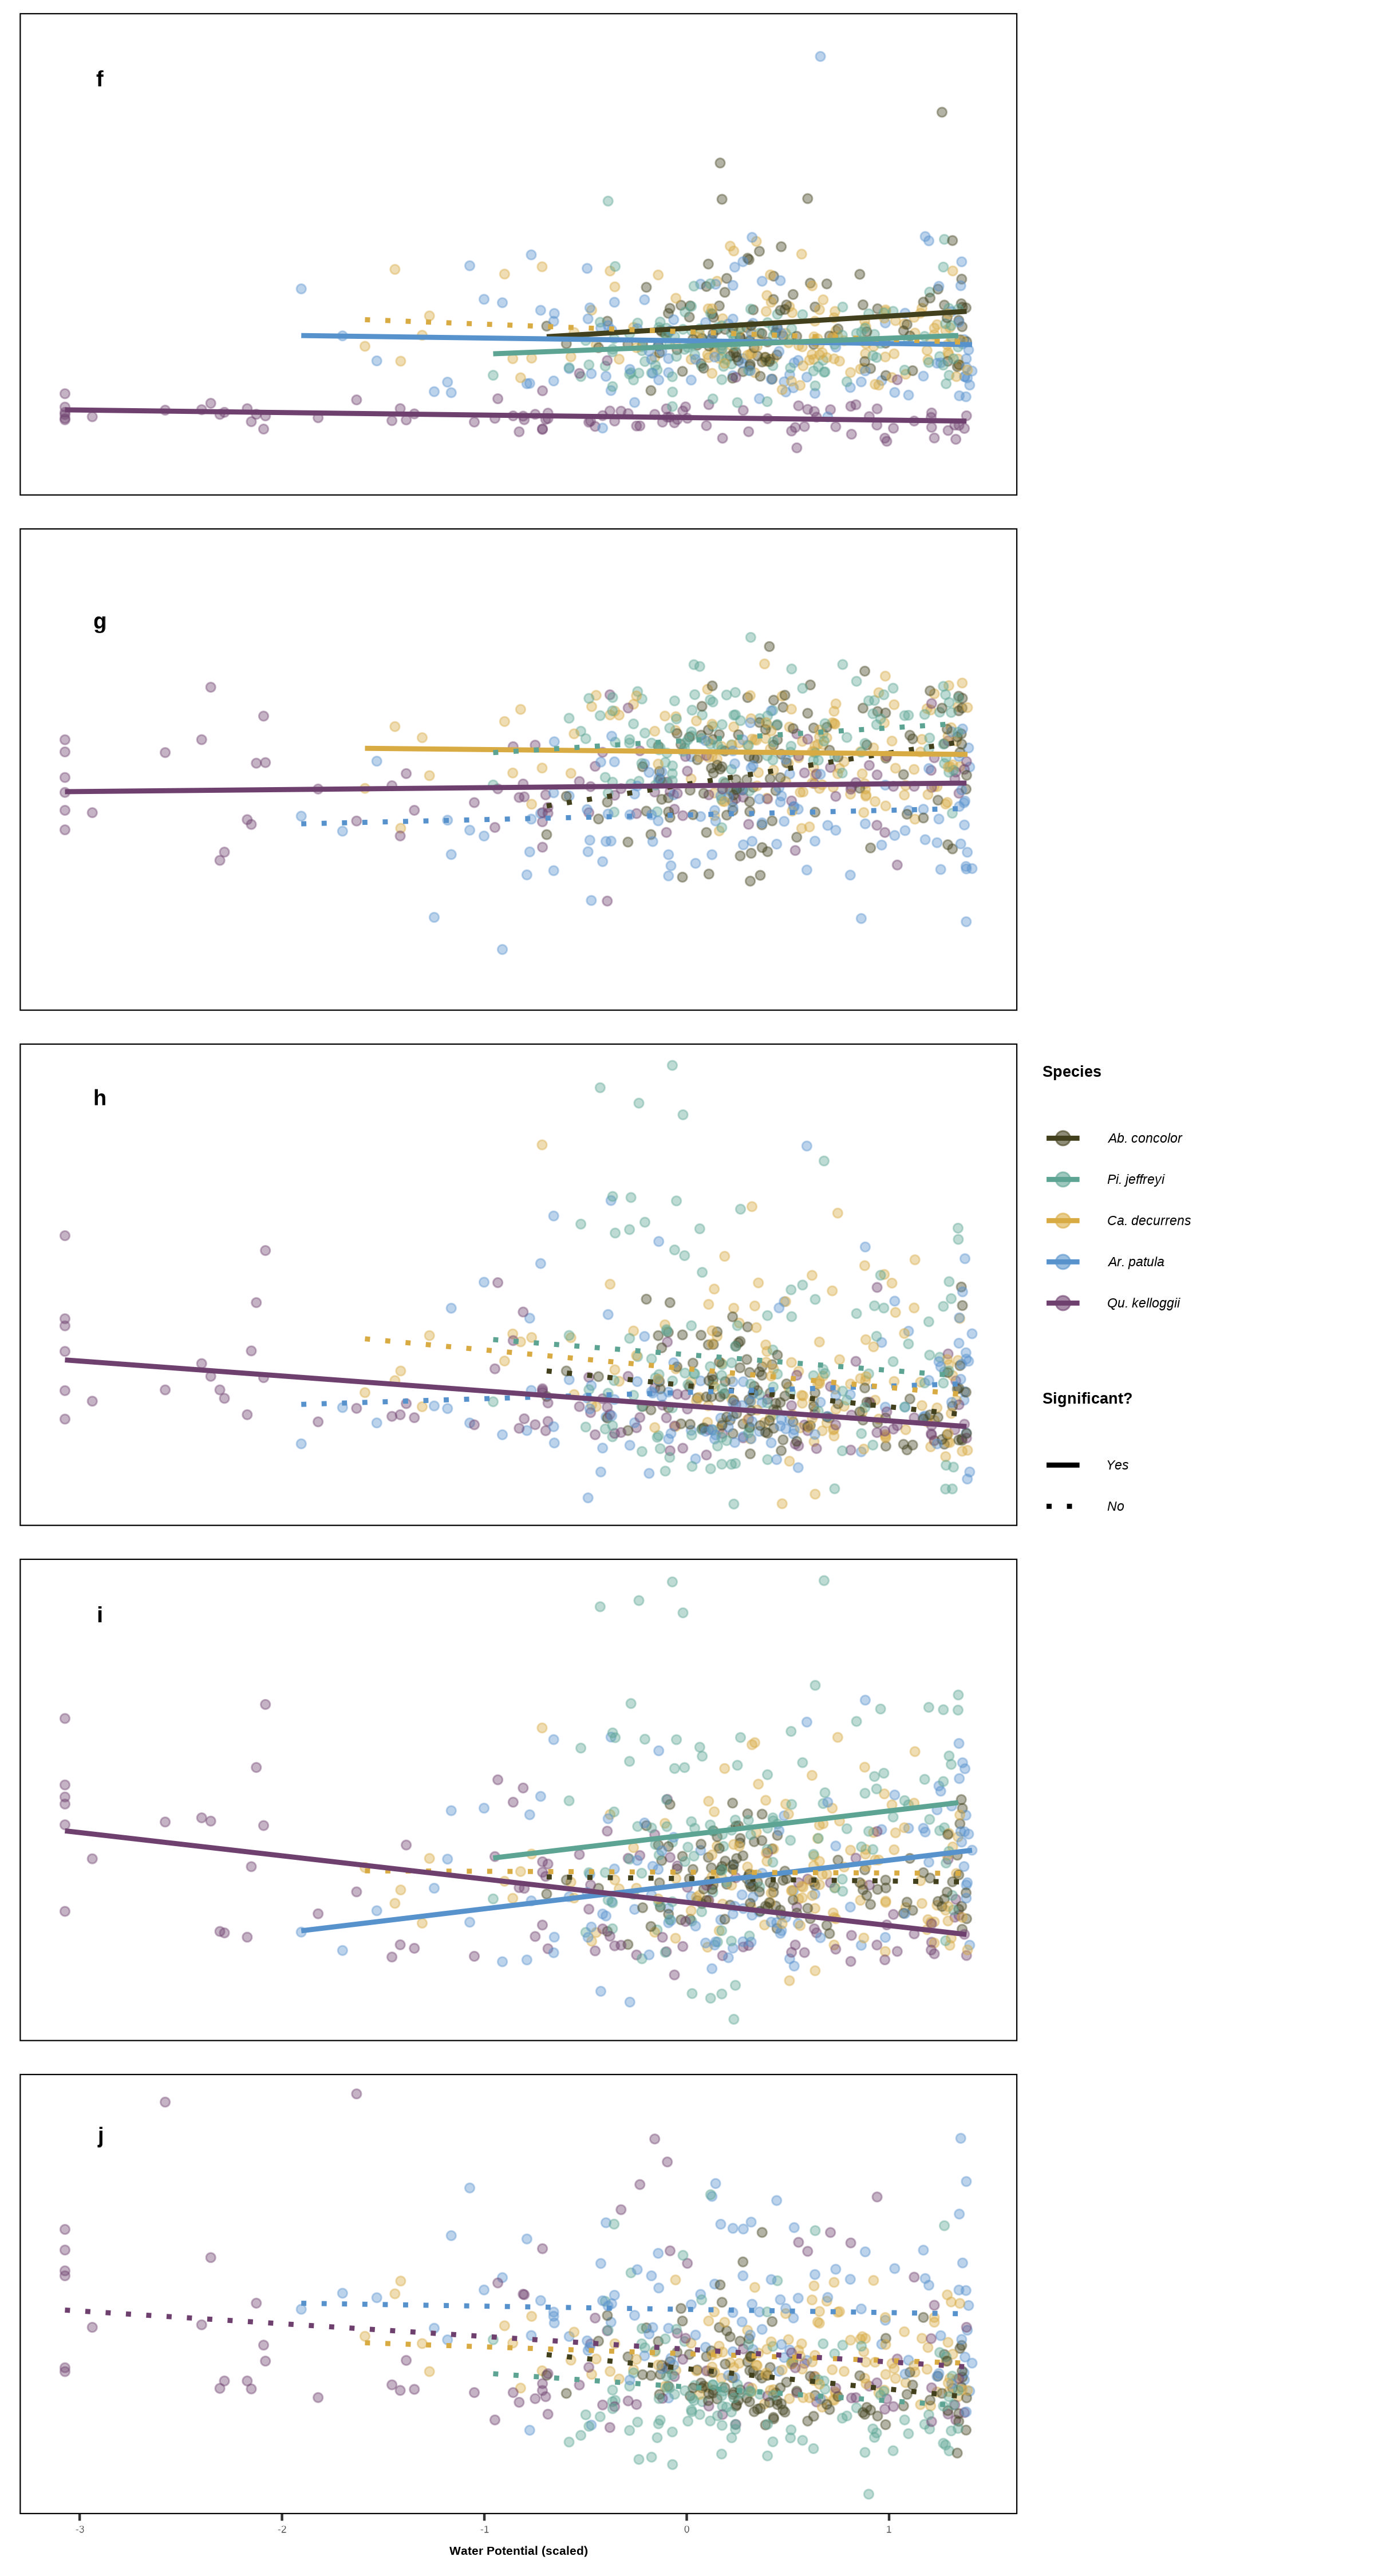 f
g
h
Species
Ab. concolor
Pi. jeffreyi
Ca. decurrens
Ar. patula
Qu. kelloggii
Significant?
Yes
No
i
j
-3 -2 -1 0 1
Water Potential (scaled)